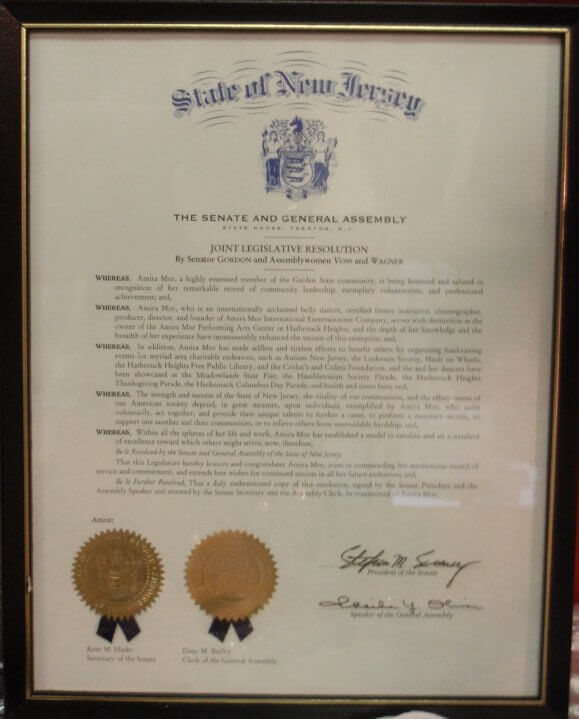 State of New Jersey
THE SENATE AND GENERAL ASSEMBLY
STATE HOUSE, TRENTON, N. J.
JOINT LEGISLATIVE RESOLUTION
By Senator GORDON and Assemblywomen VOSS and WAGNER
WHEREAS, Amira Mor, a highly esteemed member of the Garden State community, is being honored and saluted in
recognition of her remarkable record of community leadership, exemplary volunteerism, and professional
achievement; and,
WHEREAS, Amira Mor, who is an internationally acclaimed belly dancer, certified fitness instructor, choreographer,
producer, director, and founder of Amira Mor International Entertainment Company, serves with distinction as the
owner of the Amira Mor Performing Arts Center in Hasbrouck Heights, and the depth of her knowledge and the
breadth of her experience have immeasurably enhanced the success of this enterprise; and,
WHEREAS, In addition, Amira Mor has made selfless and tireless efforts to benefit others by organizing fund-raising
events for myriad area charitable endeavors, such as Autism New Jersey, the Leukemia Society, Meals on Wheels,
the Hasbrouck Heights Free Public Library, and the Crohn's and Colitis Foundation, and she and her dancers have
been showcased at the Meadowlands State Fair, the Hambletonian Society Parade, the Hasbrouck Heights
Thanksgiving Parade, the Hackensack Columbus Day Parade, and health and street fairs; and,
WHEREAS, The strength and success of the State of New Jersey, the vitality of our communities, and the effectiveness of
our American society depend, in great measure, upon individuals, exemplified by Amira Mor, who unite
voluntarily, act together, and provide their unique talents to further a cause, to perform a necessary service, to
support one another and their communities, or to relieve others from unavoidable hardship; and,
WHEREAS, Within all the spheres of her life and work, Amira Mor has established a model to emulate and set a standard
of excellence toward which others might strive; now, therefore,
Be It Resolved by the Senate and General Assembly of the State of New Jersey:
That this Legislature hereby honors and congratulates Amira Mor, joins in commending her meritorious record of
service and commitment, and extends best wishes for continued success in all her future endeavors; and,
Be It Further Resolved, That a duly authenticated copy of this resolution, signed by the Senate President and the
Assembly Speaker and attested by the Senate Secretary and the Assembly Clerk, be transmitted to Amira Mor.
Attest:
Stephen M. Sweeney
President of the Senate
Sheila Y. Oliver
Speaker of the General Assembly
Kent M. Hicks
Secretary of the Senate
Dana M. Burley
Clerk of the General Assembly